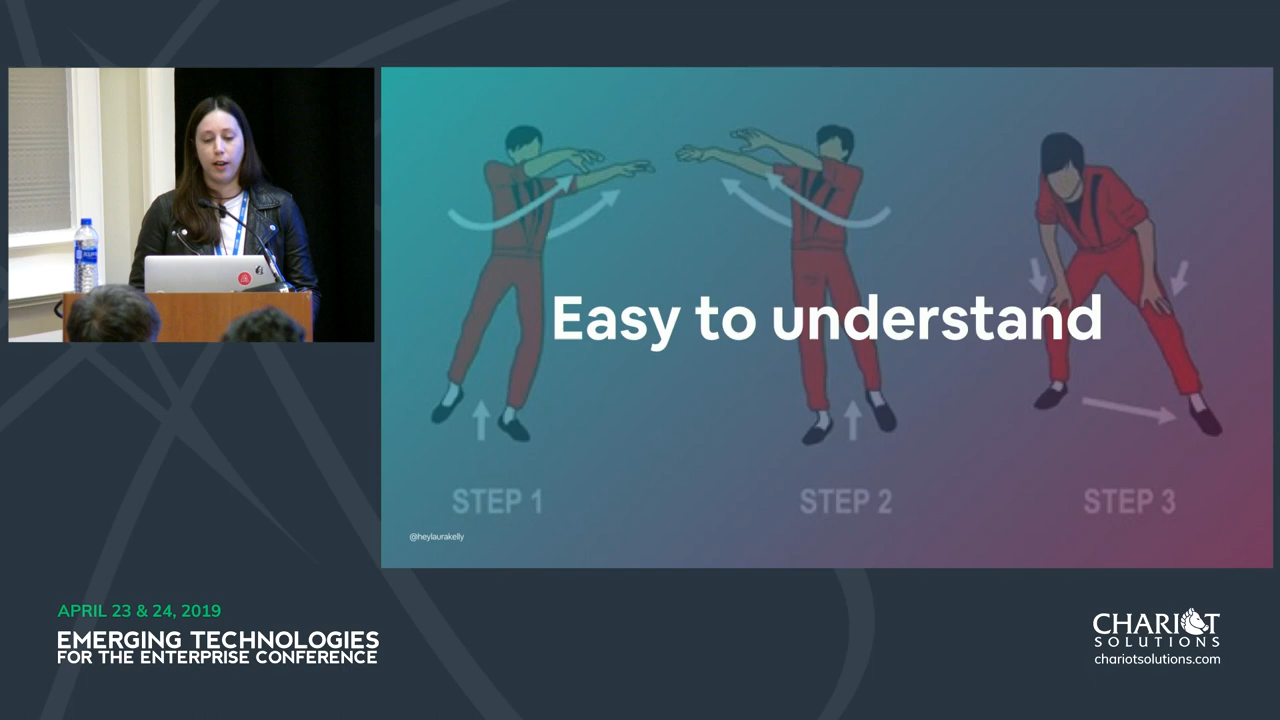 Easy to understand
STEP 1
STEP 2
STEP 3
@heylaurakelly
APRIL 23 & 24, 2019
EMERGING TECHNOLOGIES
FOR THE ENTERPRISE CONFERENCE
CHARIOT
SOLUTIONS
chariotsolutions.com